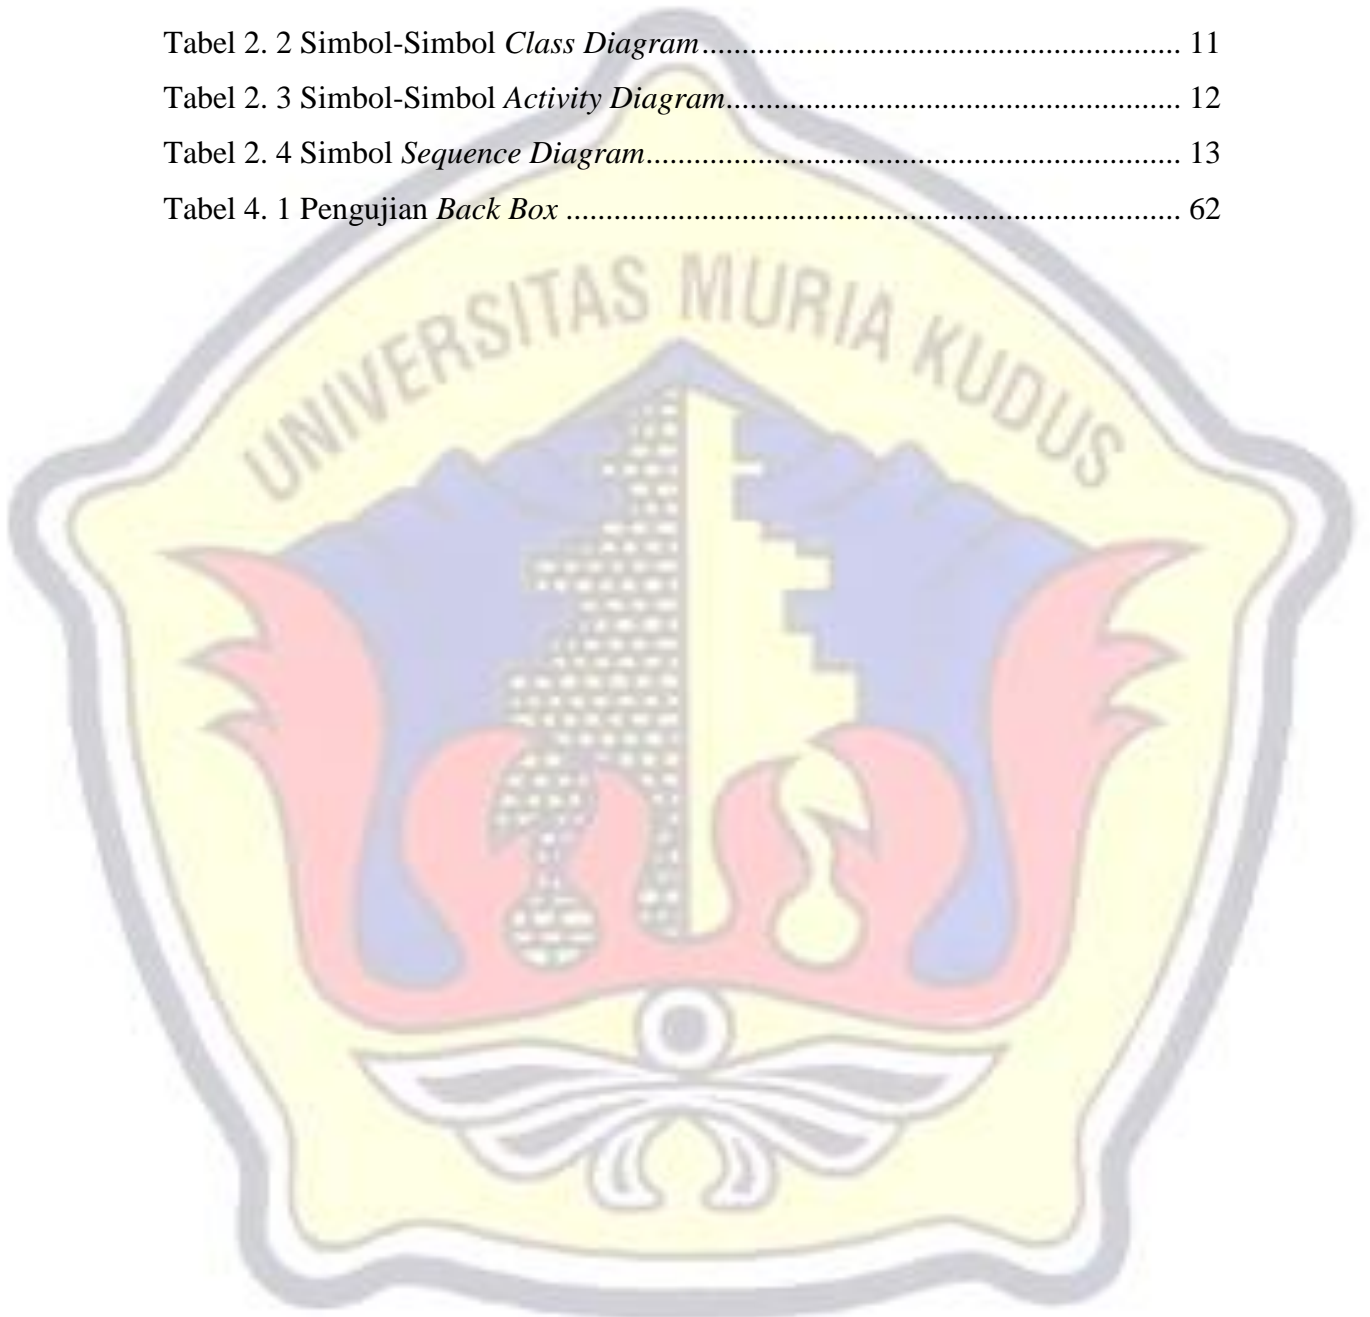 Tabel 2. 2 Simbol-Simbol Class Diagram............................................................ 11
Tabel 2. 3 Simbol-Simbol Activity Diagram......................................................... 12
Tabel 2. 4 Simbol Sequence Diagram................................................................... 13
Tabel 4. 1 Pengujian Back Box ............................................................................. 62
UNIVERSITAS MURIA KUDUS